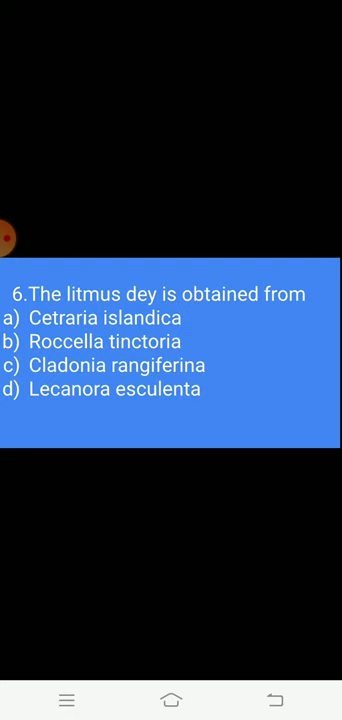 6.The litmus dey is obtained from
a) Cetraria islandica
b) Roccella tinctoria
c) Cladonia rangiferina
d) Lecanora esculenta